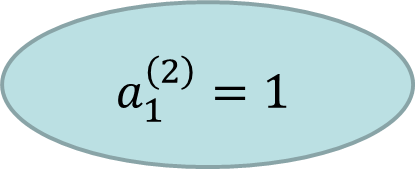 $a_1^{(2)} = 1$